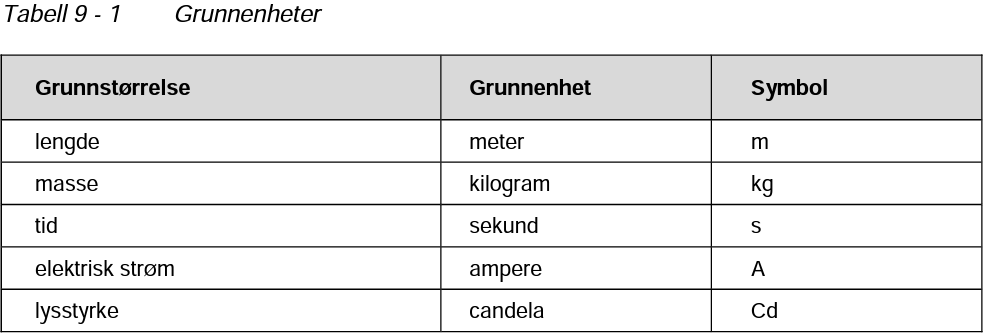 Tabell 9 - 1 Grunnenheter
Grunnstørrelse Grunnenhet Symbol
lengde meter m
masse kilogram kg
tid sekund s
elektrisk strøm ampere A
lysstyrke candela Cd